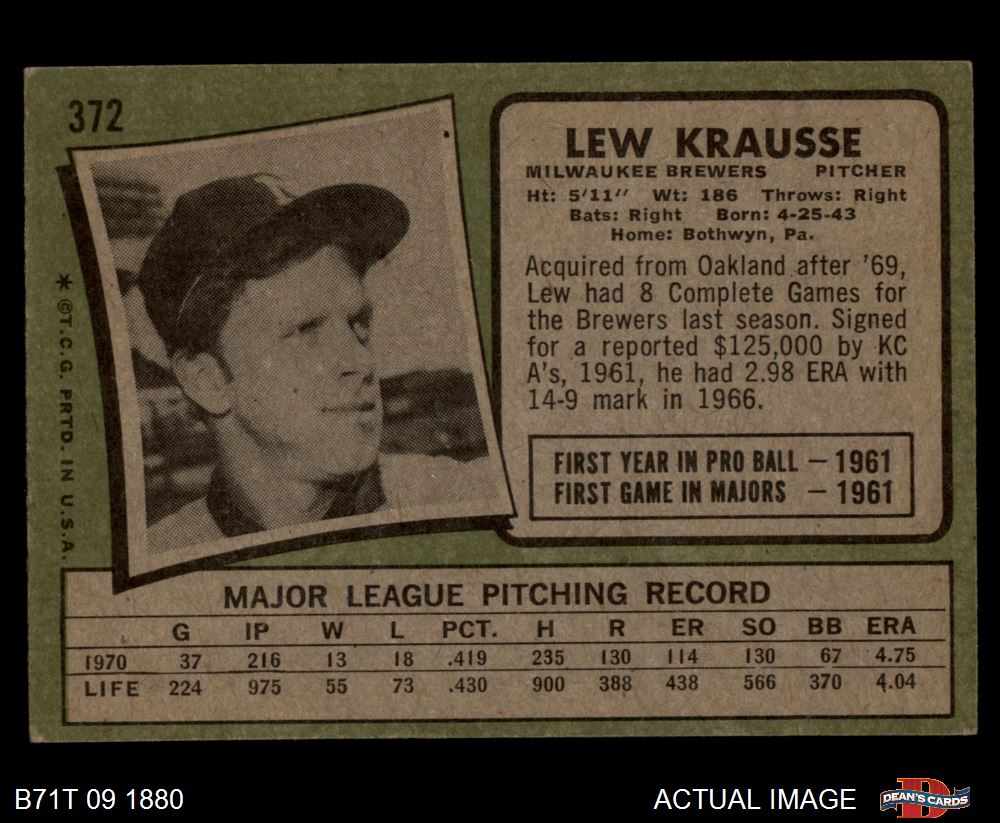 372
LEW KRAUSSE
MILWAUKEE BREWERS PITCHER
Ht: 5'11" Wt: 186 Throws: Right
Bats: Right Born: 4-25-43
Home: Bothwyn, Pa.
Acquired from Oakland after '69,
Lew had 8 Complete Games for
the Brewers last season. Signed
for a reported $125,000 by KC
A's, 1961, he had 2.98 ERA with
14-9 mark in 1966.
FIRST YEAR IN PRO BALL — 1961
FIRST GAME IN MAJORS — 1961
* ©T.C.G. PRTD. IN U.S.A.
MAJOR LEAGUE PITCHING RECORD
G IP W L PCT. H R ER SO BB ERA
1970 37 216 13 18 .419 235 130 114 130 67 4.75
LIFE 224 975 55 73 .430 900 388 438 566 370 4.04
B71T 09 1880
ACTUAL IMAGE
DEAN'S CARDS